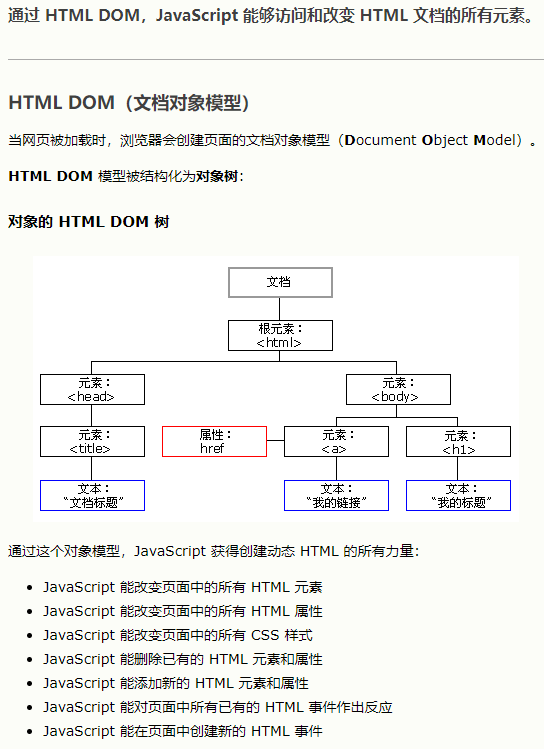 通过 HTML DOM，JavaScript 能够访问和改变 HTML 文档的所有元素。
HTML DOM（文档对象模型）
当网页被加载时，浏览器会创建页面的文档对象模型（Document Object Model）。
HTML DOM 模型被结构化为对象树：
对象的 HTML DOM 树
文档
根元素：
<html>
元素：
<head>
元素：
<body>
元素：
<title>
属性：
href
元素：
<a>
元素：
<h1>
文本：
“文档标题”
文本：
“我的链接”
文本：
“我的标题”
通过这个对象模型，JavaScript 获得创建动态 HTML 的所有力量：
• JavaScript 能改变页面中的所有 HTML 元素
• JavaScript 能改变页面中的所有 HTML 属性
• JavaScript 能改变页面中的所有 CSS 样式
• JavaScript 能删除已有的 HTML 元素和属性
• JavaScript 能添加新的 HTML 元素和属性
• JavaScript 能对页面中所有已有的 HTML 事件作出反应
• JavaScript 能在页面中创建新的 HTML 事件